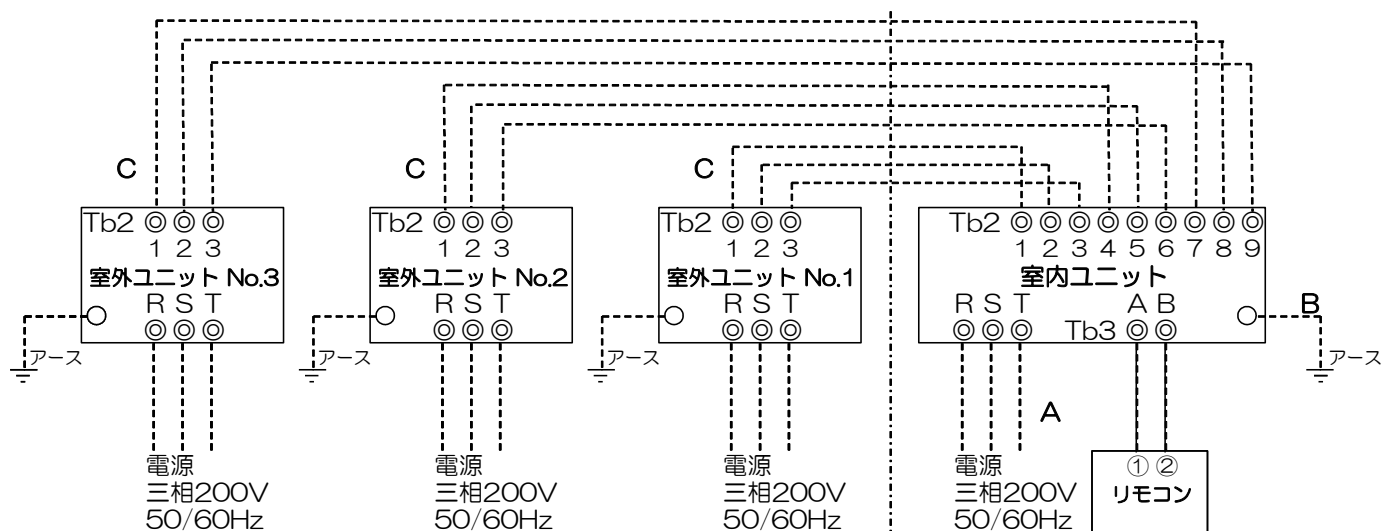 C
C
C
Tb2
1 2 3
室外ユニット No.3
R S T
アース
電源
三相200V
50/60Hz
Tb2
1 2 3
室外ユニット No.2
R S T
アース
電源
三相200V
50/60Hz
Tb2
1 2 3
室外ユニット No.1
R S T
アース
電源
三相200V
50/60Hz
Tb2
1 2 3 4 5 6 7 8 9
室内ユニット
R S T
A B
Tb3
B
アース
A
電源
三相200V
50/60Hz
① ②
リモコン